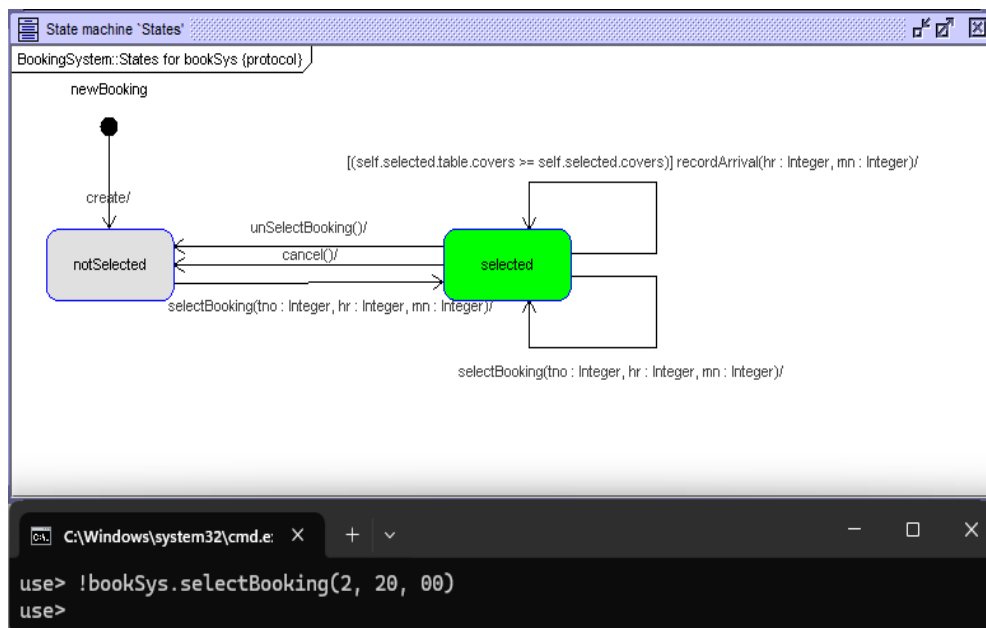 State machine `States'
BookingSystem::States for bookSys {protocol}
newBooking
[(self.selected.table.covers >= self.selected.covers)] recordArrival(hr : Integer, mn : Integer)/
create/
unSelectBooking()/
cancel()/
notSelected
selected
selectBooking(tno : Integer, hr : Integer, mn : Integer)/
selectBooking(tno : Integer, hr : Integer, mn : Integer)/
C:\Windows\system32\cmd.e:
use> !bookSys.selectBooking(2, 20, 00)
use>